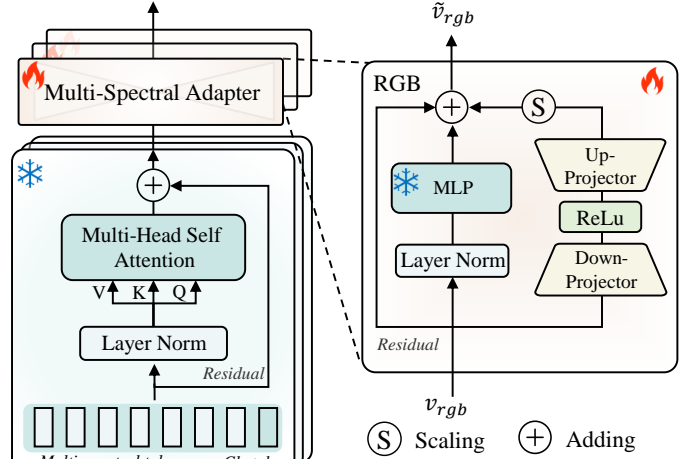 ṽ_rgb
RGB
Multi-Spectral Adapter
S
Up-
Projector
MLP
ReLu
Multi-Head Self
Attention
Layer Norm
Down-
Projector
V K Q
Layer Norm
Residual
Residual
v_rgb
S Scaling
Adding